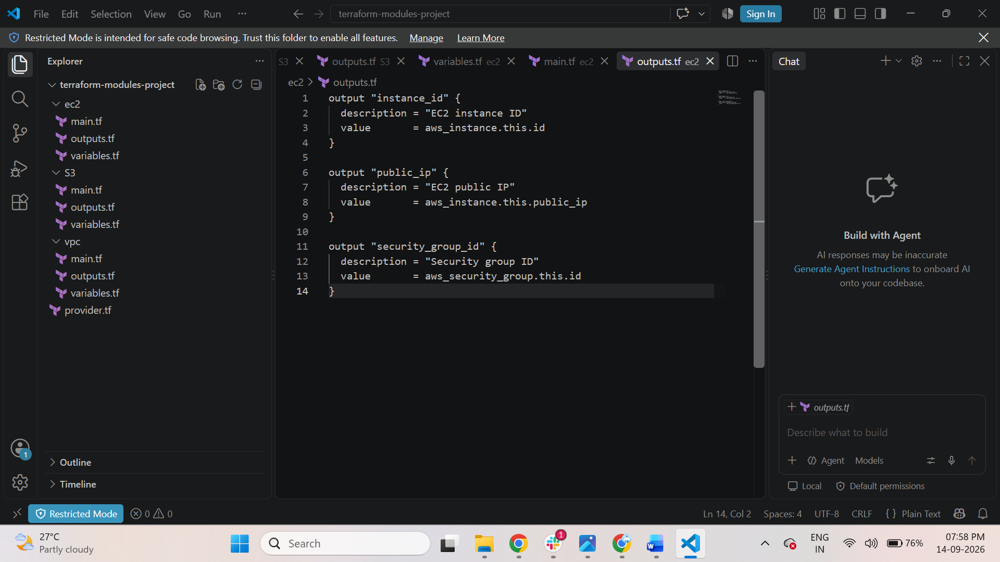 File Edit Selection View Go Run ··· terraform-modules-project Sign In
Restricted Mode is intended for safe code browsing. Trust this folder to enable all features. Manage Learn More
Explorer
terraform-modules-project
ec2
main.tf
outputs.tf
variables.tf
S3
main.tf
outputs.tf
variables.tf
vpc
main.tf
outputs.tf
variables.tf
provider.tf
Outline
Timeline
S3 outputs.tf S3 variables.tf ec2 main.tf ec2 outputs.tf ec2
ec2 > outputs.tf
1 output "instance_id" {
2   description = "EC2 instance ID"
3   value       = aws_instance.this.id
4 }
5
6 output "public_ip" {
7   description = "EC2 public IP"
8   value       = aws_instance.this.public_ip
9 }
10
11 output "security_group_id" {
12   description = "Security group ID"
13   value       = aws_security_group.this.id
14 }
Chat
Build with Agent
AI responses may be inaccurate
Generate Agent Instructions to onboard AI
onto your codebase.
outputs.tf
Describe what to build
Agent Models
Local Default permissions
1
Restricted Mode 0 0 Ln 14, Col 2 Spaces: 4 UTF-8 CRLF { } Plain Text
27°C
Partly cloudy
Search
1
ENG
IN
76%
07:58 PM
14-09-2026